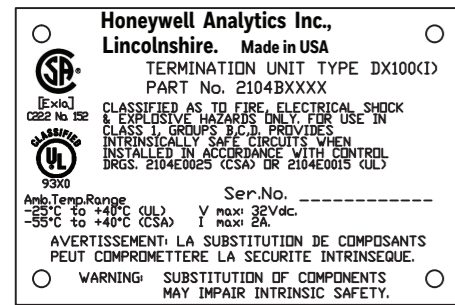 Honeywell Analytics Inc.,
Lincolnshire. Made in USA
TERMINATION UNIT TYPE DX100(I)
PART No. 2104BXXXX
SA
[Exia]
C222 No. 152
CLASSIFIED AS TO FIRE, ELECTRICAL SHOCK
& EXPLOSIVE HAZARDS ONLY. FOR USE IN
CLASS 1, GROUPS B,C,D. PROVIDES
INTRINSICALLY SAFE CIRCUITS WHEN
INSTALLED IN ACCORDANCE WITH CONTROL
DRGS. 2104E0025 (CSA) OR 2104E0015 (UL)
CLASSIFIED
UL
93X0
Amb.Temp.Range
-25°C to +40°C (UL)
-55°C to +40°C (CSA)
Ser.No. _____________
V max: 32Vdc.
I max: 2A.
AVERTISSEMENT: LA SUBSTITUTION DE COMPOSANTS
PEUT COMPROMETTERE LA SECURITE INTRINSEQUE.
WARNING: SUBSTITUTION OF COMPONENTS
MAY IMPAIR INTRINSIC SAFETY.